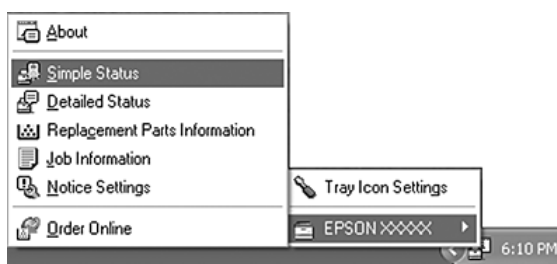 About
Simple Status
Detailed Status
Replacement Parts Information
Job Information
Notice Settings
Order Online
Tray Icon Settings
EPSON XXXXX
6:10 PM